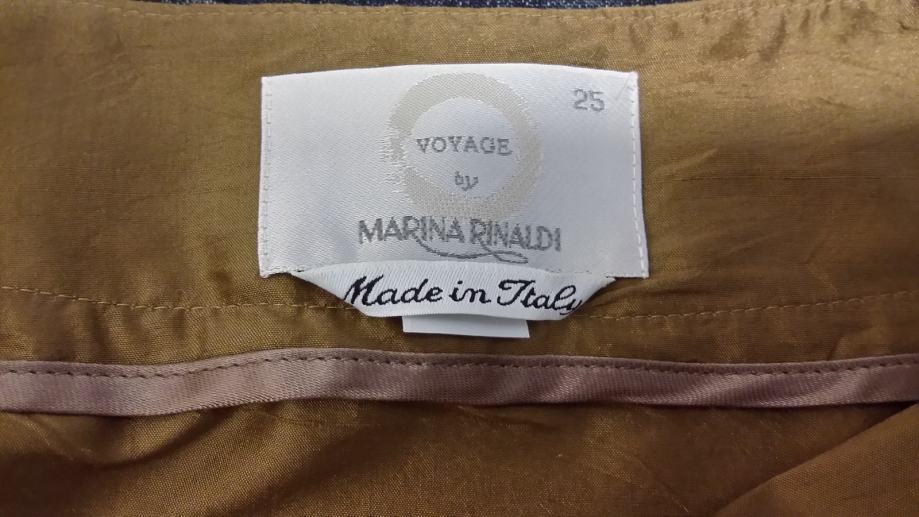 25
VOYAGE
by
MARINA RINALDI
Made in Italy